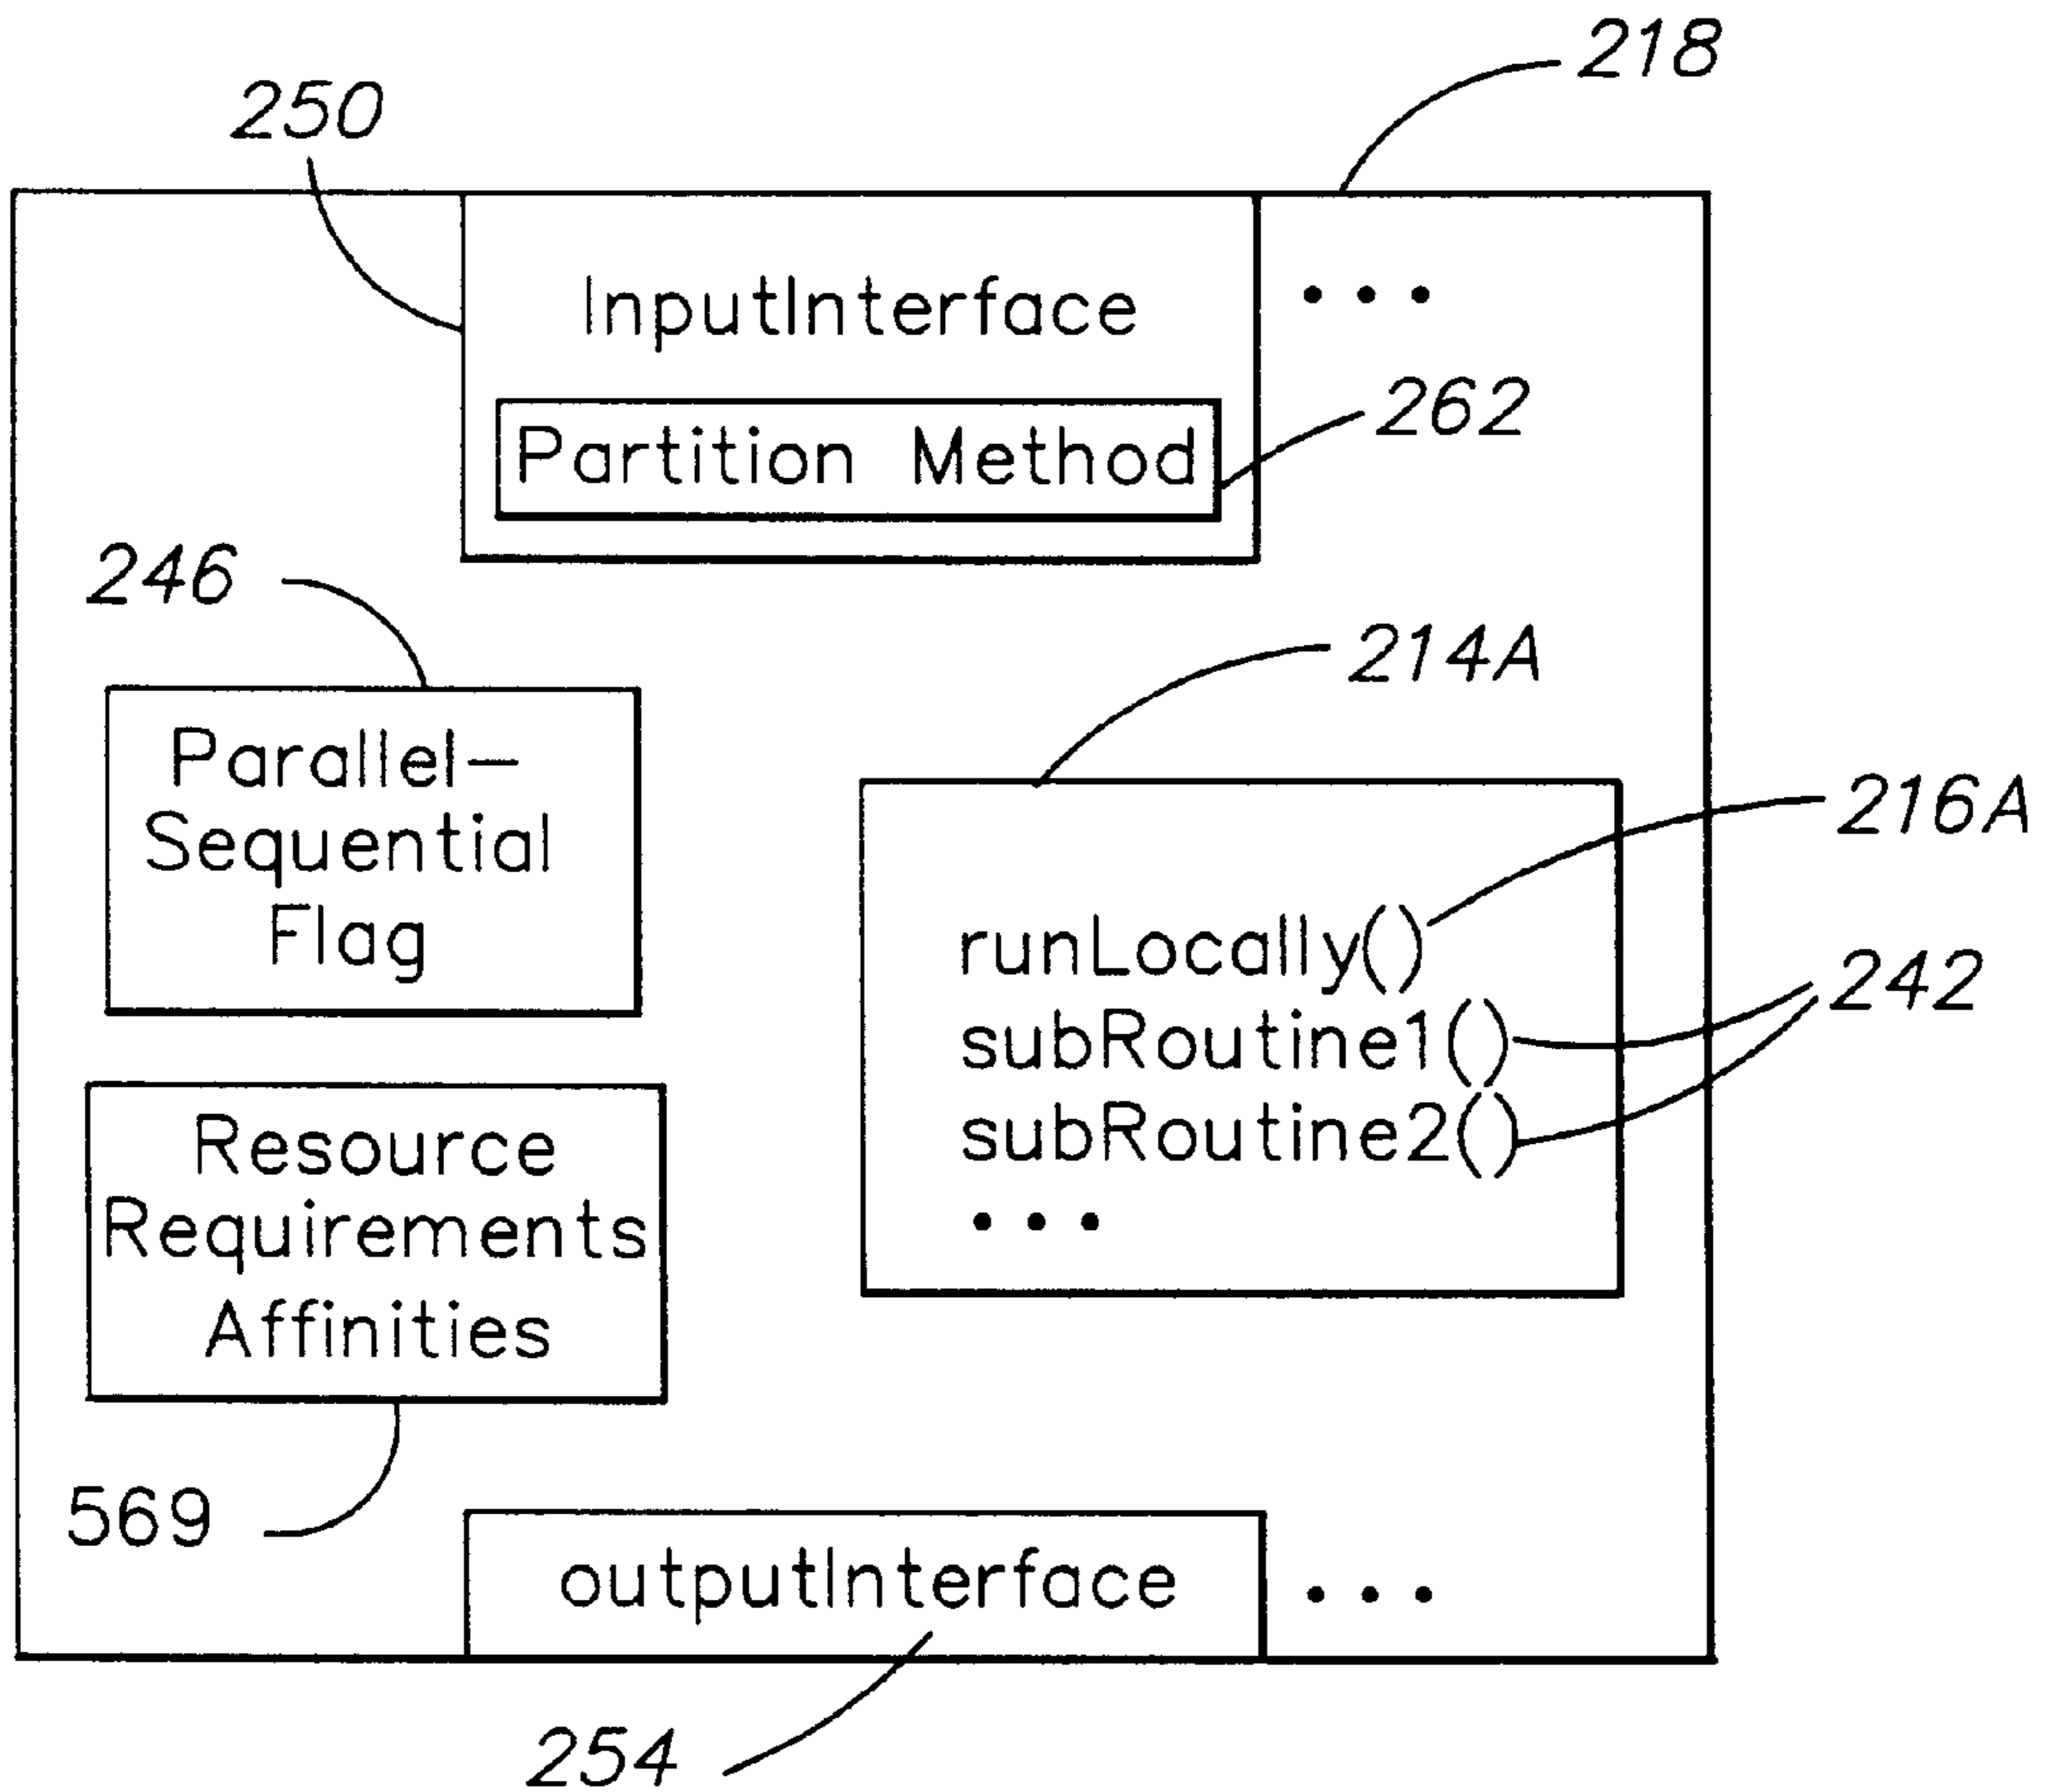 218
250
InputInterface
• • •
262
Partition Method
246
214A
Parallel–
Sequential
Flag
216A
runLocally()
242
subRoutine1()
subRoutine2()
• • •
Resource
Requirements
Affinities
569
outputInterface
• • •
254